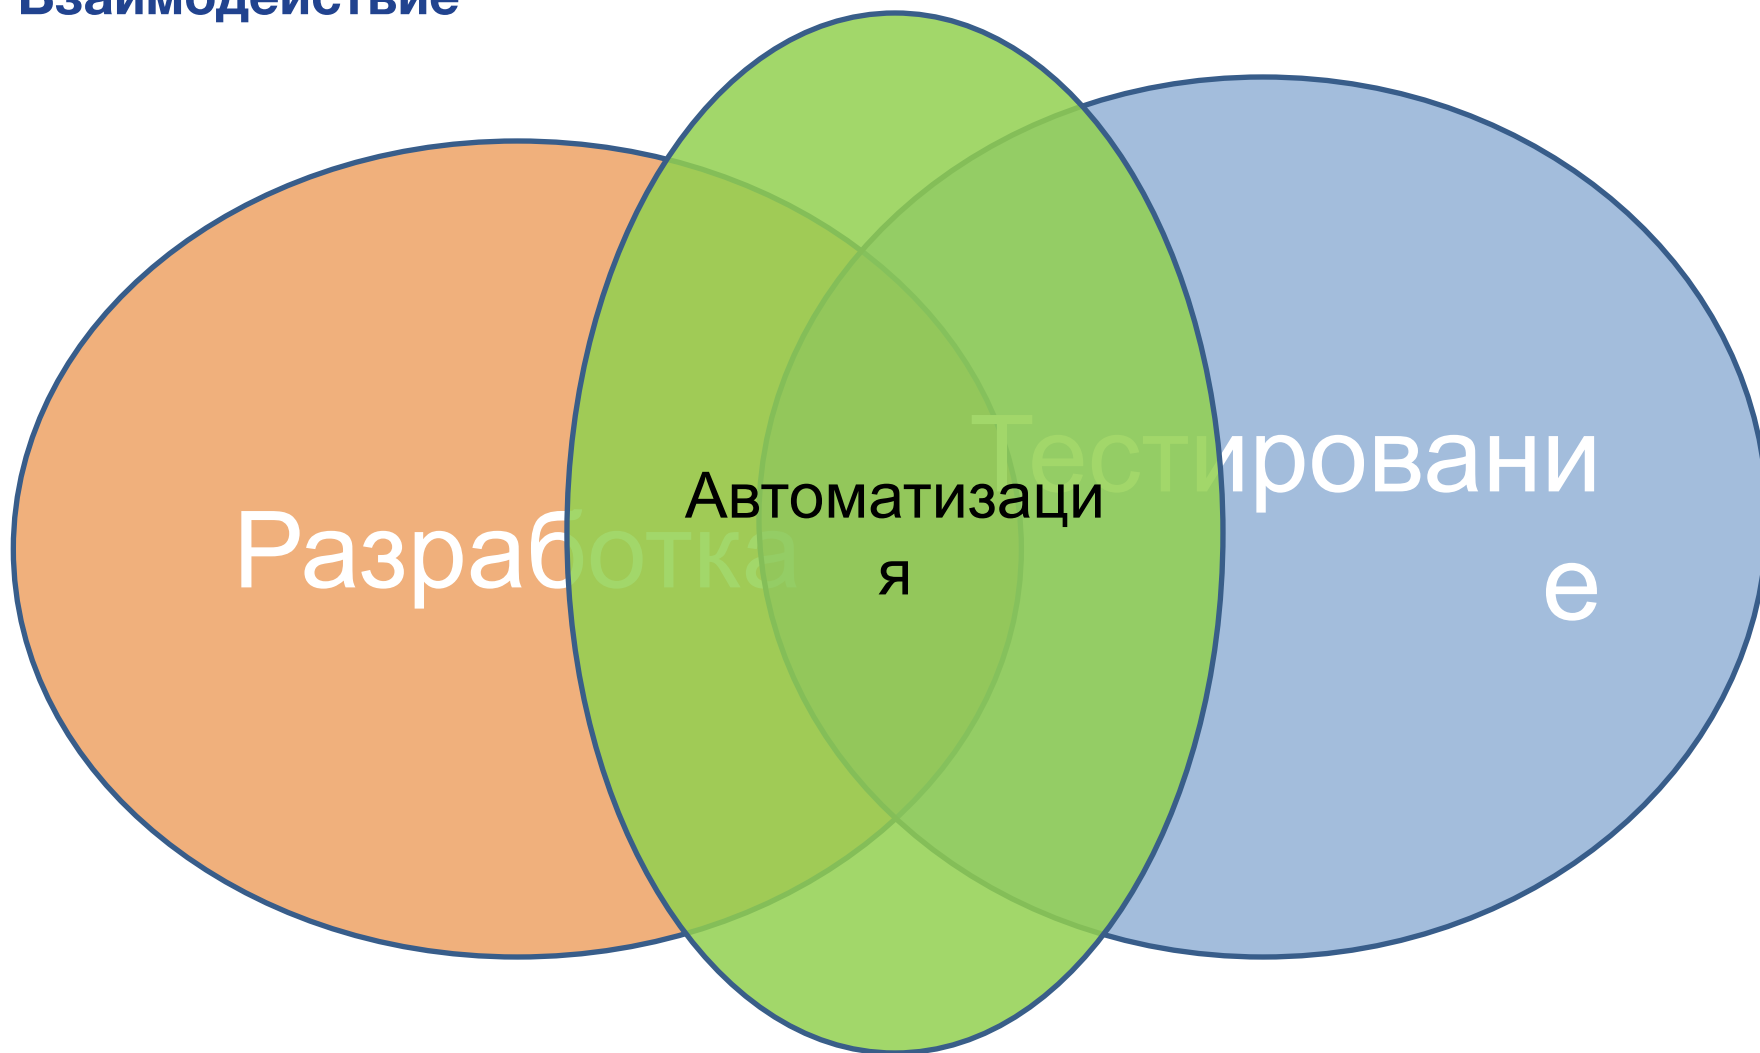 Взаимодействие
Разработка
Автоматизаци
я
Тестировани
е